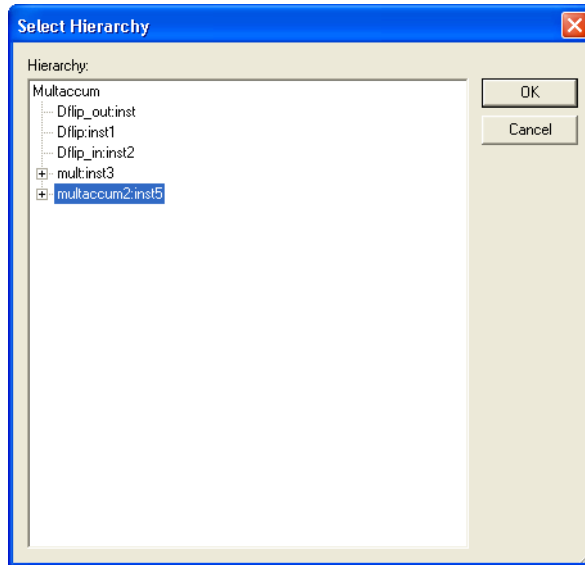 Select Hierarchy
Hierarchy:
Multaccum
Dflip_out:inst
Dflip:inst1
Dflip_in:inst2
mult:inst3
multaccum2:inst5
OK
Cancel